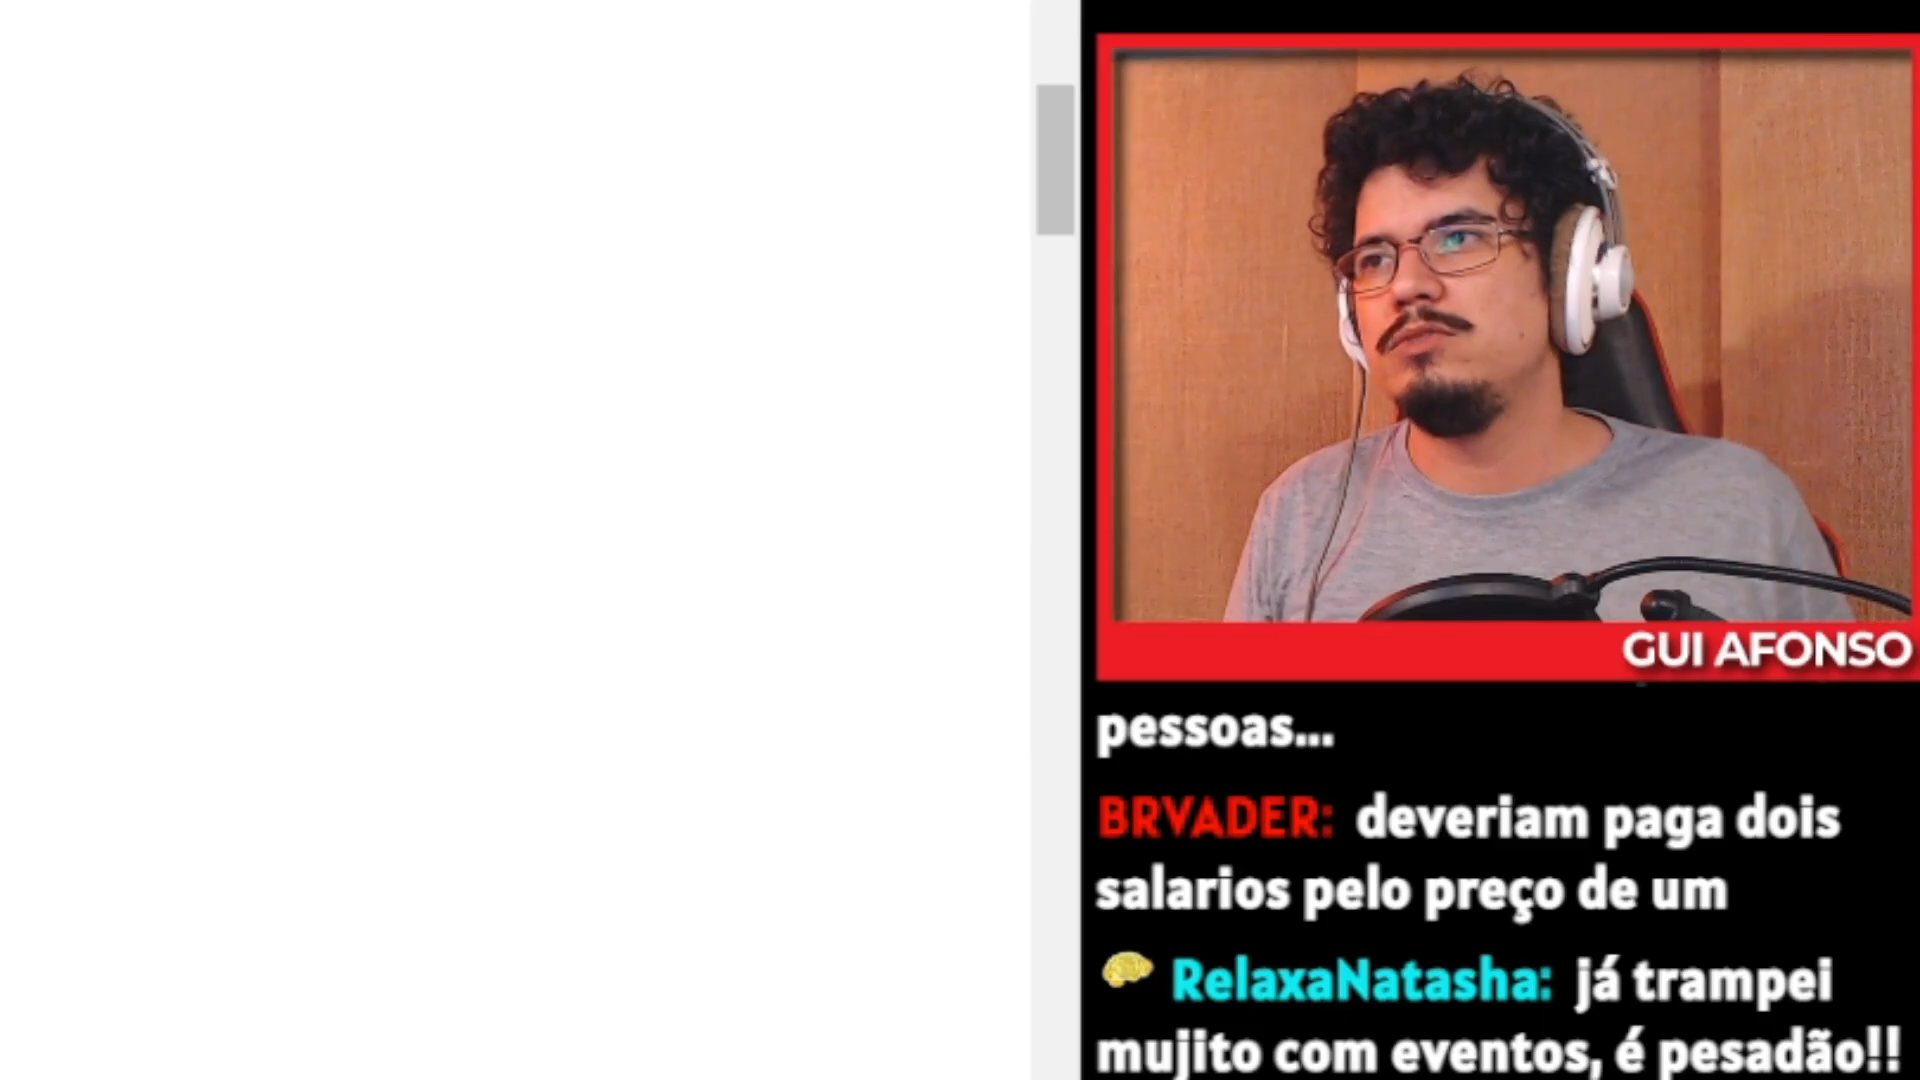 GUI AFONSO
pessoas...
BRVADER: deveriam paga dois
salarios pelo preço de um
RelaxaNatasha: já trampei
mujito com eventos, é pesadão!!